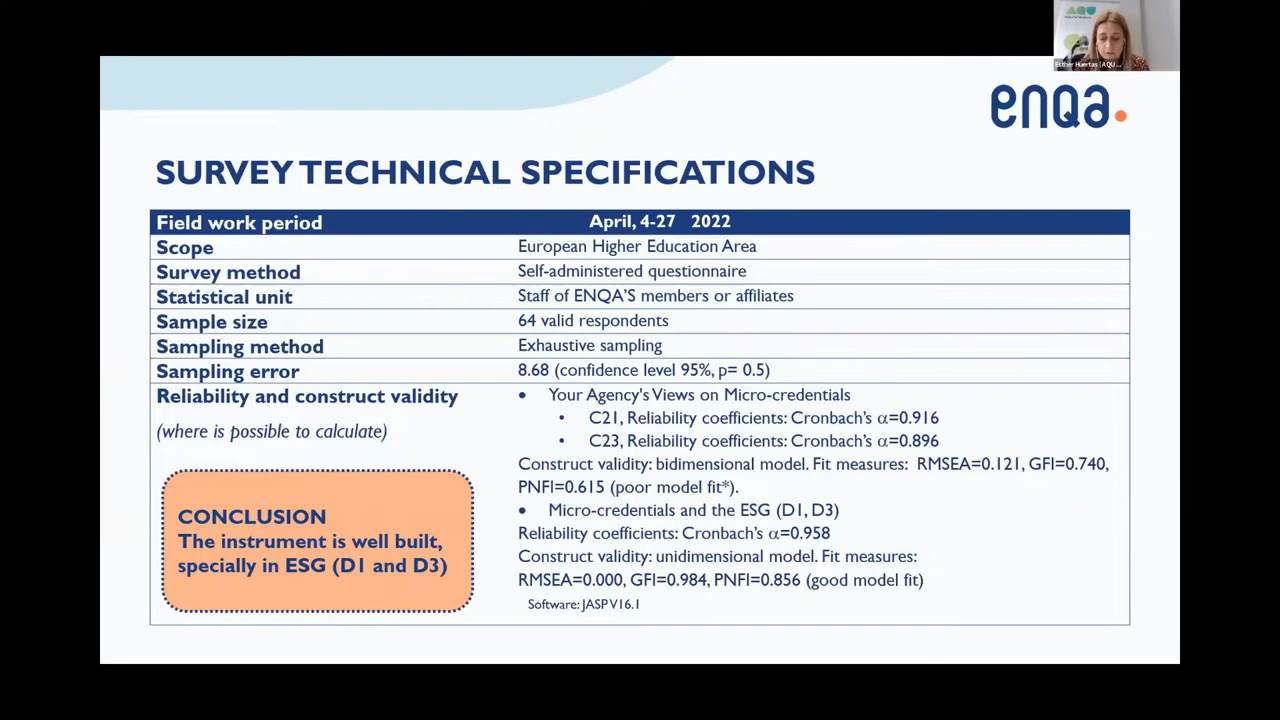 AQU
Esther Huertas (AQU ...
enqa.
SURVEY TECHNICAL SPECIFICATIONS
Field work period April, 4-27 2022
Scope European Higher Education Area
Survey method Self-administered questionnaire
Statistical unit Staff of ENQA'S members or affiliates
Sample size 64 valid respondents
Sampling method Exhaustive sampling
Sampling error 8.68 (confidence level 95%, p= 0.5)
Reliability and construct validity
(where is possible to calculate)
• Your Agency's Views on Micro-credentials
• C21, Reliability coefficients: Cronbach's α=0.916
• C23, Reliability coefficients: Cronbach's α=0.896
Construct validity: bidimensional model. Fit measures: RMSEA=0.121, GFI=0.740,
PNFI=0.615 (poor model fit*).
• Micro-credentials and the ESG (D1, D3)
Reliability coefficients: Cronbach's α=0.958
Construct validity: unidimensional model. Fit measures:
RMSEA=0.000, GFI=0.984, PNFI=0.856 (good model fit)
Software: JASP V16.1
CONCLUSION
The instrument is well built,
specially in ESG (D1 and D3)